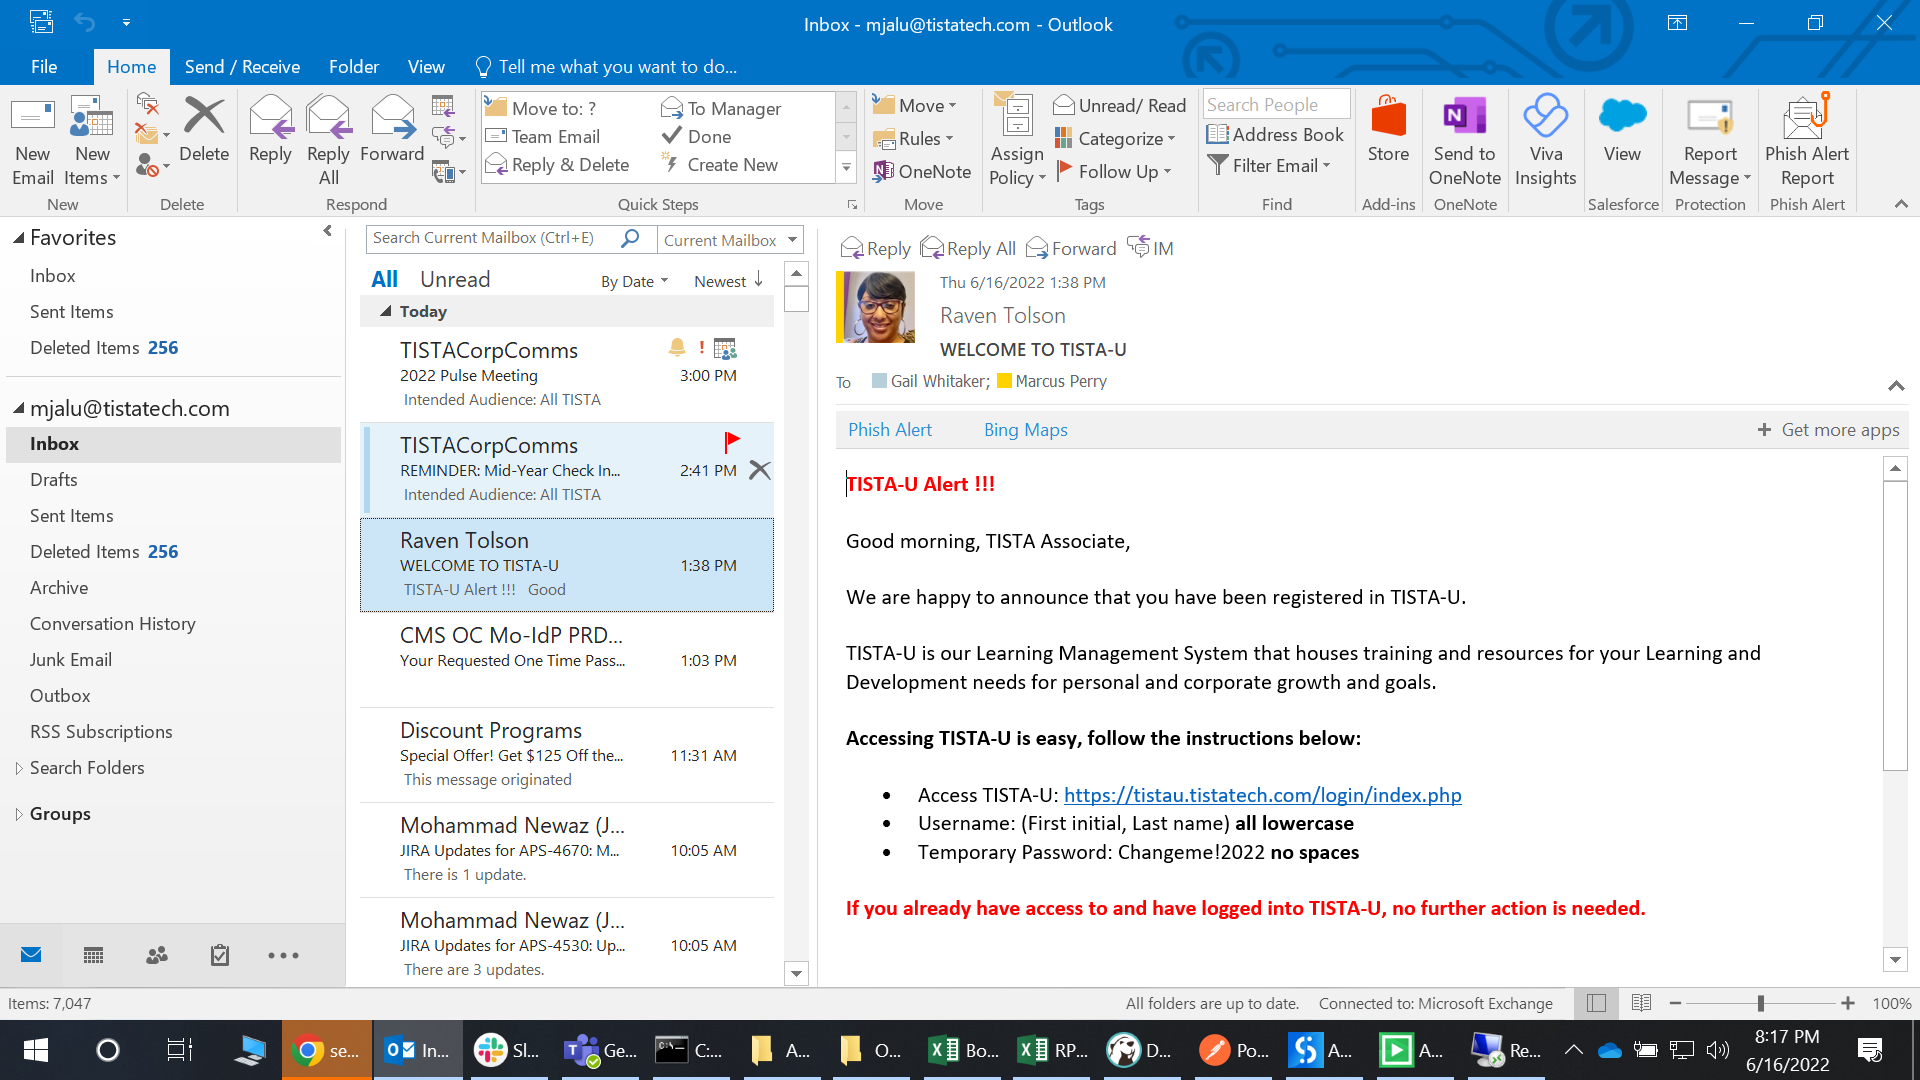 Inbox - mjalu@tistatech.com - Outlook
File
Home
Send / Receive
Folder
View
Tell me what you want to do...
New Email
New Items
New
Delete
Delete
Reply
Reply All
Forward
Respond
Move to: ?
Team Email
Reply & Delete
To Manager
Done
Create New
Quick Steps
Move
Rules
OneNote
Move
Assign Policy
Unread/ Read
Categorize
Follow Up
Tags
Search People
Address Book
Filter Email
Find
Store
Add-ins
Send to OneNote
OneNote
Viva Insights
View
Salesforce
Report Message
Protection
Phish Alert Report
Phish Alert
Favorites
Inbox
Sent Items
Deleted Items 256
mjalu@tistatech.com
Inbox
Drafts
Sent Items
Deleted Items 256
Archive
Conversation History
Junk Email
Outbox
RSS Subscriptions
Search Folders
Groups
Search Current Mailbox (Ctrl+E)
Current Mailbox
All
Unread
By Date
Newest
Today
TISTACorpComms
2022 Pulse Meeting 3:00 PM
Intended Audience: All TISTA
TISTACorpComms
REMINDER: Mid-Year Check In... 2:41 PM
Intended Audience: All TISTA
Raven Tolson
WELCOME TO TISTA-U 1:38 PM
TISTA-U Alert !!! Good
CMS OC Mo-IdP PRD...
Your Requested One Time Pass... 1:03 PM
Discount Programs
Special Offer! Get $125 Off the... 11:31 AM
This message originated
Mohammad Newaz (J...
JIRA Updates for APS-4670: M... 10:05 AM
There is 1 update.
Mohammad Newaz (J...
JIRA Updates for APS-4530: Up... 10:05 AM
There are 3 updates.
Reply
Reply All
Forward
IM
Thu 6/16/2022 1:38 PM
Raven Tolson
WELCOME TO TISTA-U
To Gail Whitaker; Marcus Perry
Phish Alert
Bing Maps
+ Get more apps
TISTA-U Alert !!!
Good morning, TISTA Associate,
We are happy to announce that you have been registered in TISTA-U.
TISTA-U is our Learning Management System that houses training and resources for your Learning and
Development needs for personal and corporate growth and goals.
Accessing TISTA-U is easy, follow the instructions below:
• Access TISTA-U: https://tistau.tistatech.com/login/index.php
• Username: (First initial, Last name) all lowercase
• Temporary Password: Changeme!2022 no spaces
If you already have access to and have logged into TISTA-U, no further action is needed.
Items: 7,047
All folders are up to date.
Connected to: Microsoft Exchange
100%
se...
In...
Sl...
Ge...
C:...
A...
O...
Bo...
RP...
D...
Po...
A...
A...
Re...
8:17 PM
6/16/2022